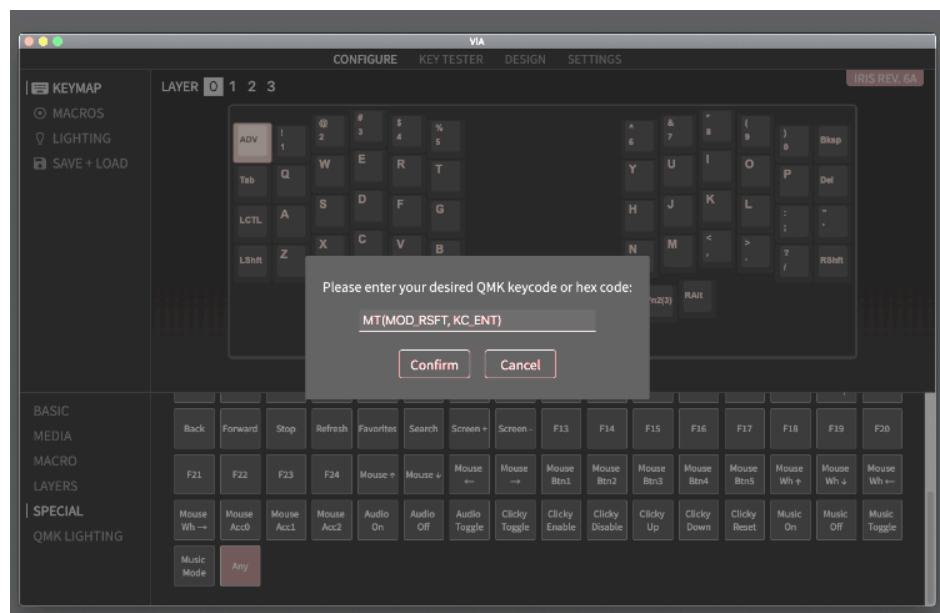 VIA
CONFIGURE KEY TESTER DESIGN SETTINGS
KEYMAP
MACROS
LIGHTING
SAVE + LOAD
LAYER 0 1 2 3
IRIS REV. 6A
ADV ! 1 @ 2 # 3 $ 4 % 5 ^ 6 & 7 * 8 ( 9 ) 0 Bksp
Tab Q W E R T Y U I O P Del
LCTL A S D F G H J K L : ; " '
LShft Z X C V B N M < , > . ? / RShft
Fn2(3) RAlt
Please enter your desired QMK keycode or hex code:
MT(MOD_RSFT, KC_ENT)
Confirm Cancel
BASIC
MEDIA
MACRO
LAYERS
SPECIAL
QMK LIGHTING
Back Forward Stop Refresh Favorites Search Screen + Screen - F13 F14 F15 F16 F17 F18 F19 F20
F21 F22 F23 F24 Mouse ↑ Mouse ↓ Mouse ← Mouse → Mouse Btn1 Mouse Btn2 Mouse Btn3 Mouse Btn4 Mouse Btn5 Mouse Wh ↑ Mouse Wh ↓ Mouse Wh ←
Mouse Wh → Mouse Acc0 Mouse Acc1 Mouse Acc2 Audio On Audio Off Audio Toggle Clicky Toggle Clicky Enable Clicky Disable Clicky Up Clicky Down Clicky Reset Music On Music Off Music Toggle
Music Mode Any